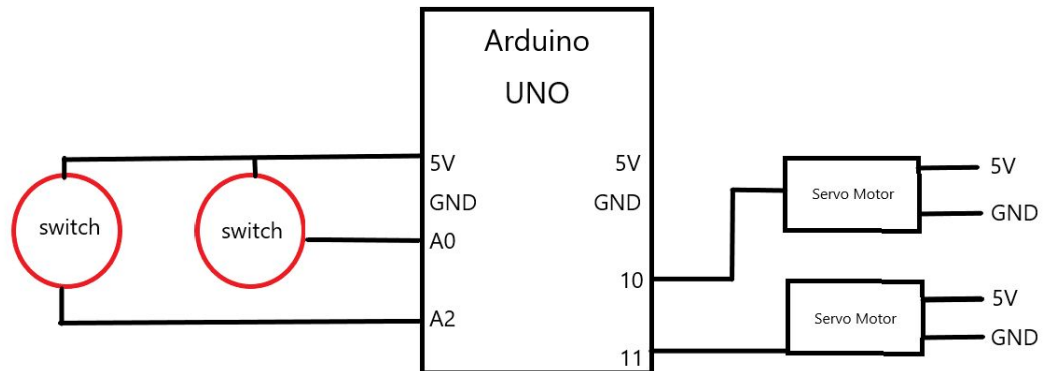 Arduino
UNO
5V
GND
A0
A2
5V
GND
10
11
switch
switch
Servo Motor
5V
GND
Servo Motor
5V
GND